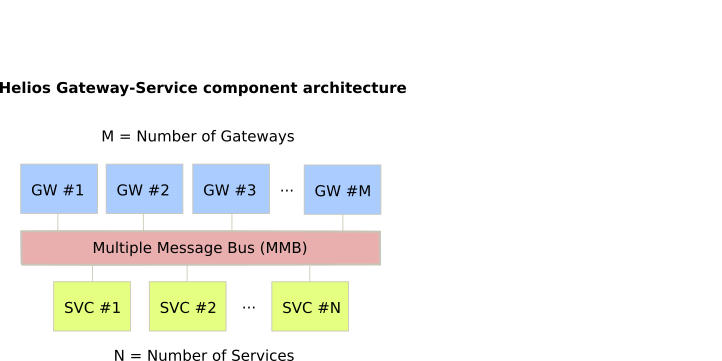 Helios Gateway-Service component architecture
M = Number of Gateways
GW #1 GW #2 GW #3 ... GW #M
Multiple Message Bus (MMB)
SVC #1 SVC #2 ... SVC #N
N = Number of Services